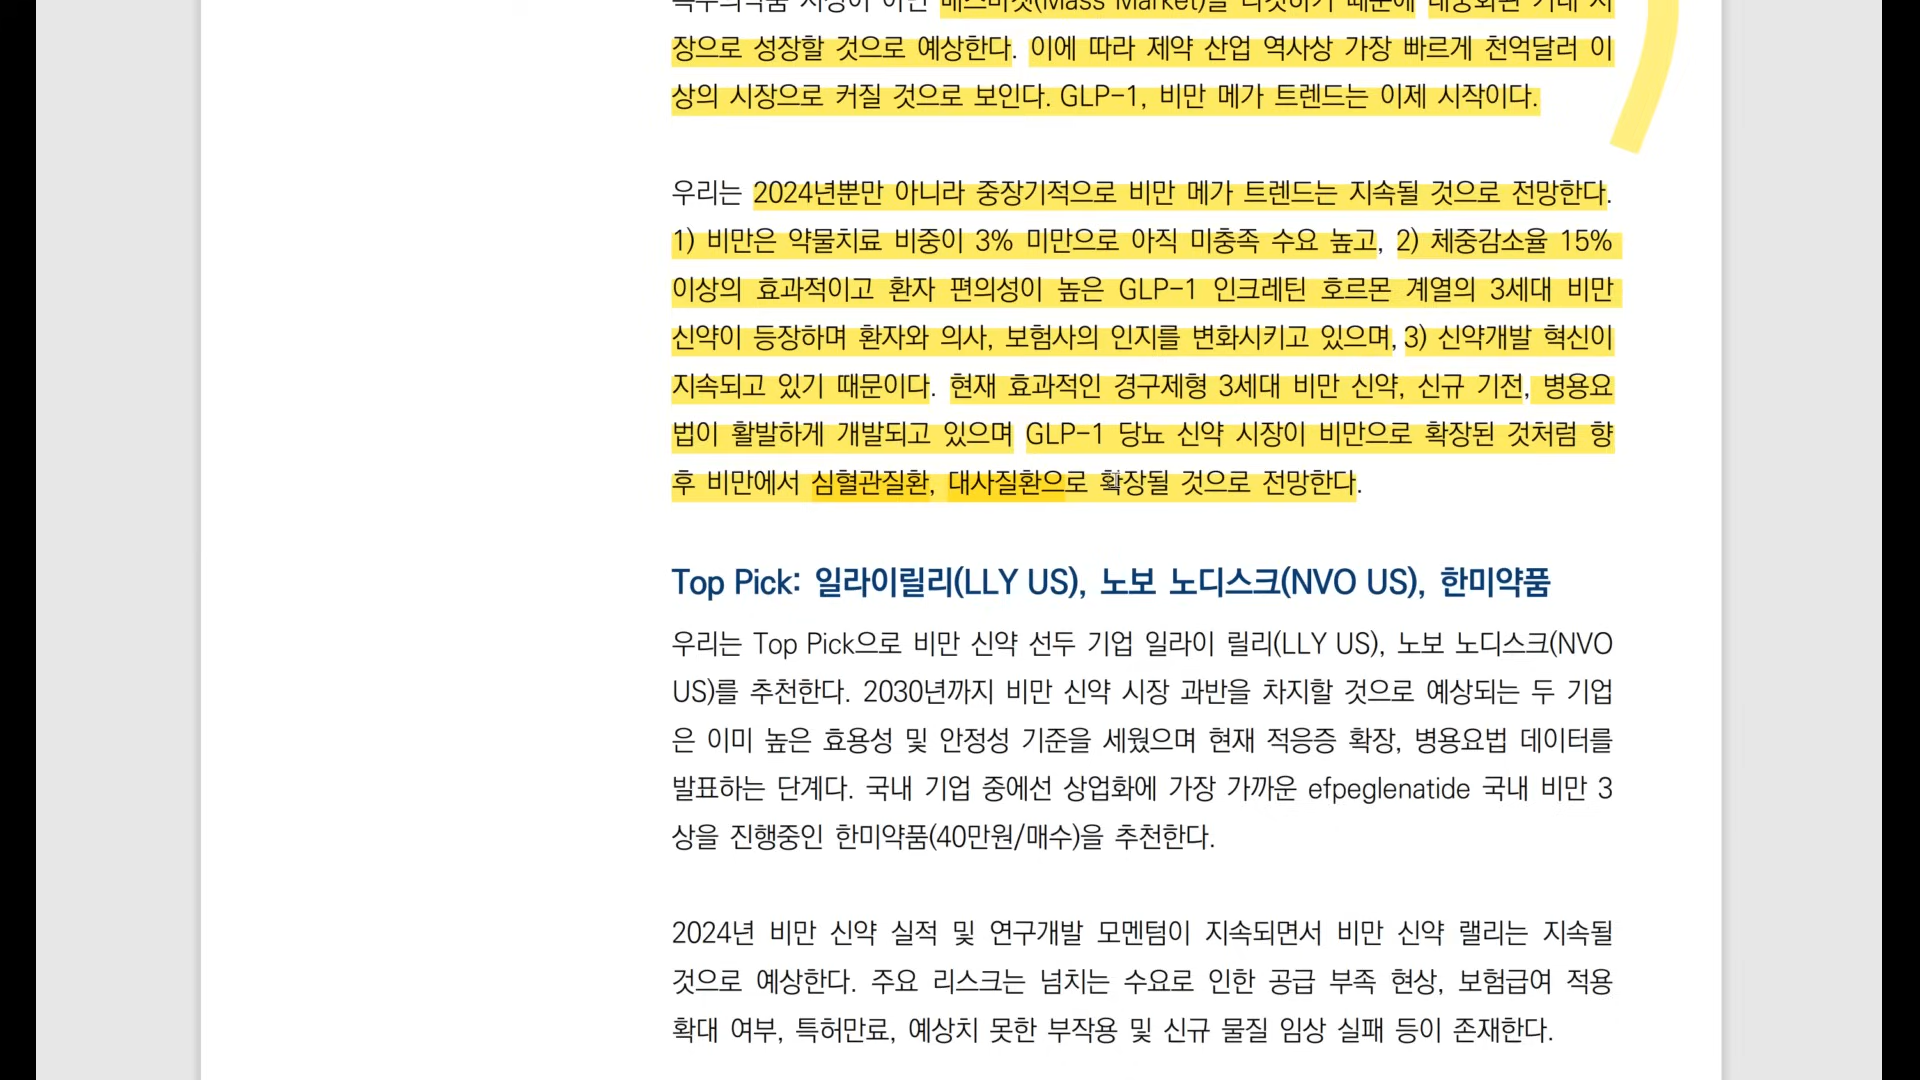 매스마켓(Mass Market)을 타깃하기 때문에 대중화된 거대 시
장으로 성장할 것으로 예상한다. 이에 따라 제약 산업 역사상 가장 빠르게 천억달러 이
상의 시장으로 커질 것으로 보인다. GLP-1, 비만 메가 트렌드는 이제 시작이다.
우리는 2024년뿐만 아니라 중장기적으로 비만 메가 트렌드는 지속될 것으로 전망한다.
1) 비만은 약물치료 비중이 3% 미만으로 아직 미충족 수요 높고, 2) 체중감소율 15%
이상의 효과적이고 환자 편의성이 높은 GLP-1 인크레틴 호르몬 계열의 3세대 비만
신약이 등장하며 환자와 의사, 보험사의 인지를 변화시키고 있으며, 3) 신약개발 혁신이
지속되고 있기 때문이다. 현재 효과적인 경구제형 3세대 비만 신약, 신규 기전, 병용요
법이 활발하게 개발되고 있으며 GLP-1 당뇨 신약 시장이 비만으로 확장된 것처럼 향
후 비만에서 심혈관질환, 대사질환으로 확장될 것으로 전망한다.
Top Pick: 일라이릴리(LLY US), 노보 노디스크(NVO US), 한미약품
우리는 Top Pick으로 비만 신약 선두 기업 일라이 릴리(LLY US), 노보 노디스크(NVO
US)를 추천한다. 2030년까지 비만 신약 시장 과반을 차지할 것으로 예상되는 두 기업
은 이미 높은 효용성 및 안정성 기준을 세웠으며 현재 적응증 확장, 병용요법 데이터를
발표하는 단계다. 국내 기업 중에선 상업화에 가장 가까운 efpeglenatide 국내 비만 3
상을 진행중인 한미약품(40만원/매수)을 추천한다.
2024년 비만 신약 실적 및 연구개발 모멘텀이 지속되면서 비만 신약 랠리는 지속될
것으로 예상한다. 주요 리스크는 넘치는 수요로 인한 공급 부족 현상, 보험급여 적용
확대 여부, 특허만료, 예상치 못한 부작용 및 신규 물질 임상 실패 등이 존재한다.